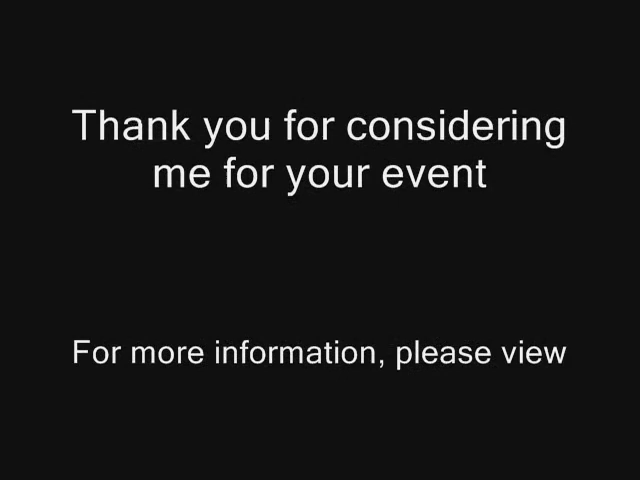 Thank you for considering
me for your event
For more information, please view